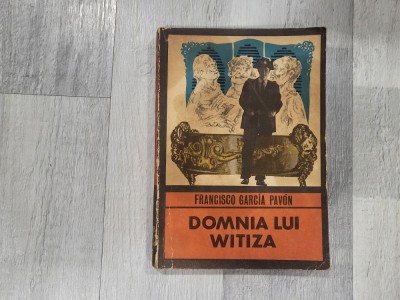 FRANCISCO GARCÍA PAVÓN
DOMNIA LUI
WITIZA